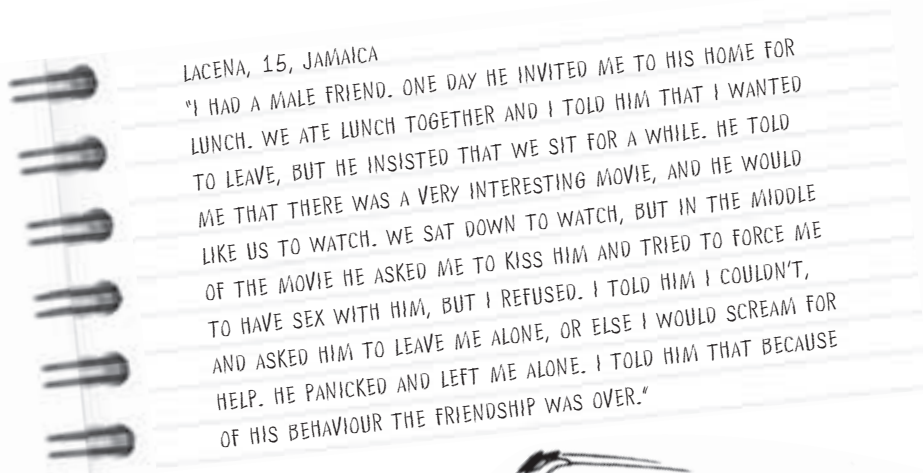 LACENA, 15, JAMAICA
"I HAD A MALE FRIEND. ONE DAY HE INVITED ME TO HIS HOME FOR
LUNCH. WE ATE LUNCH TOGETHER AND I TOLD HIM THAT I WANTED
TO LEAVE, BUT HE INSISTED THAT WE SIT FOR A WHILE. HE TOLD
ME THAT THERE WAS A VERY INTERESTING MOVIE, AND HE WOULD
LIKE US TO WATCH. WE SAT DOWN TO WATCH, BUT IN THE MIDDLE
OF THE MOVIE HE ASKED ME TO KISS HIM AND TRIED TO FORCE ME
TO HAVE SEX WITH HIM, BUT I REFUSED. I TOLD HIM I COULDN'T,
AND ASKED HIM TO LEAVE ME ALONE, OR ELSE I WOULD SCREAM FOR
HELP. HE PANICKED AND LEFT ME ALONE. I TOLD HIM THAT BECAUSE
OF HIS BEHAVIOUR THE FRIENDSHIP WAS OVER."